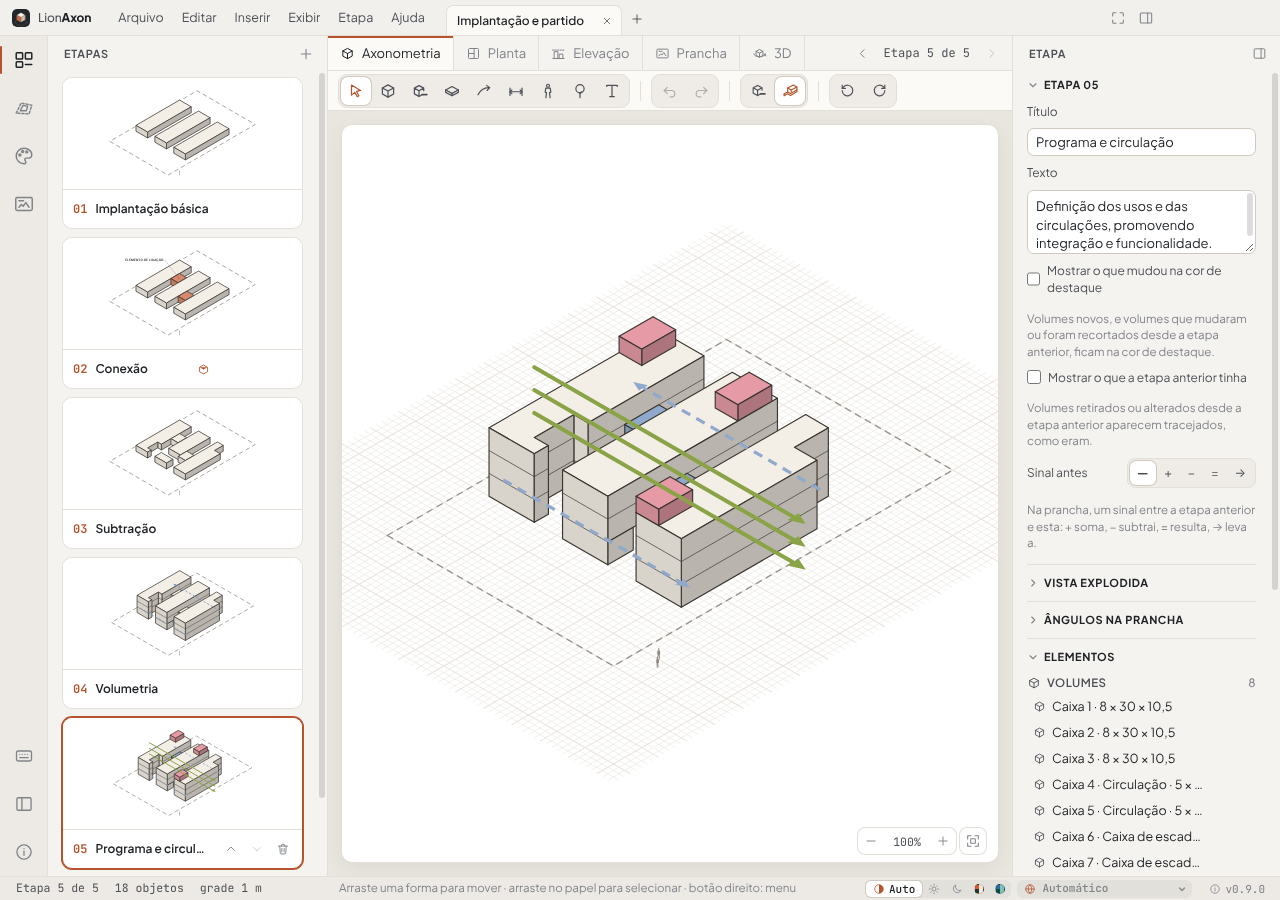 LionAxon Arquivo Editar Inserir Exibir Etapa Ajuda Implantação e partido
ETAPAS
01 Implantação básica
ELEMENTO DE LIGAÇÃO
02 Conexão
03 Subtração
04 Volumetria
05 Programa e circul...
Axonometria Planta Elevação Prancha 3D Etapa 5 de 5
100%
ETAPA
ETAPA 05
Título
Programa e circulação
Texto
Definição dos usos e das
circulações, promovendo
integração e funcionalidade.
Mostrar o que mudou na cor de
destaque
Volumes novos, e volumes que mudaram
ou foram recortados desde a etapa
anterior, ficam na cor de destaque.
Mostrar o que a etapa anterior tinha
Volumes retirados ou alterados desde a
etapa anterior aparecem tracejados,
como eram.
Sinal antes — + − = →
Na prancha, um sinal entre a etapa anterior
e esta: + soma, − subtrai, = resulta, → leva
a.
VISTA EXPLODIDA
ÂNGULOS NA PRANCHA
ELEMENTOS
VOLUMES 8
Caixa 1 · 8 × 30 × 10,5
Caixa 2 · 8 × 30 × 10,5
Caixa 3 · 8 × 30 × 10,5
Caixa 4 · Circulação · 5 × ...
Caixa 5 · Circulação · 5 × ...
Caixa 6 · Caixa de escad...
Caixa 7 · Caixa de escad...
Etapa 5 de 5 18 objetos grade 1 m Arraste uma forma para mover · arraste no papel para selecionar · botão direito: menu Auto Automático v0.9.0